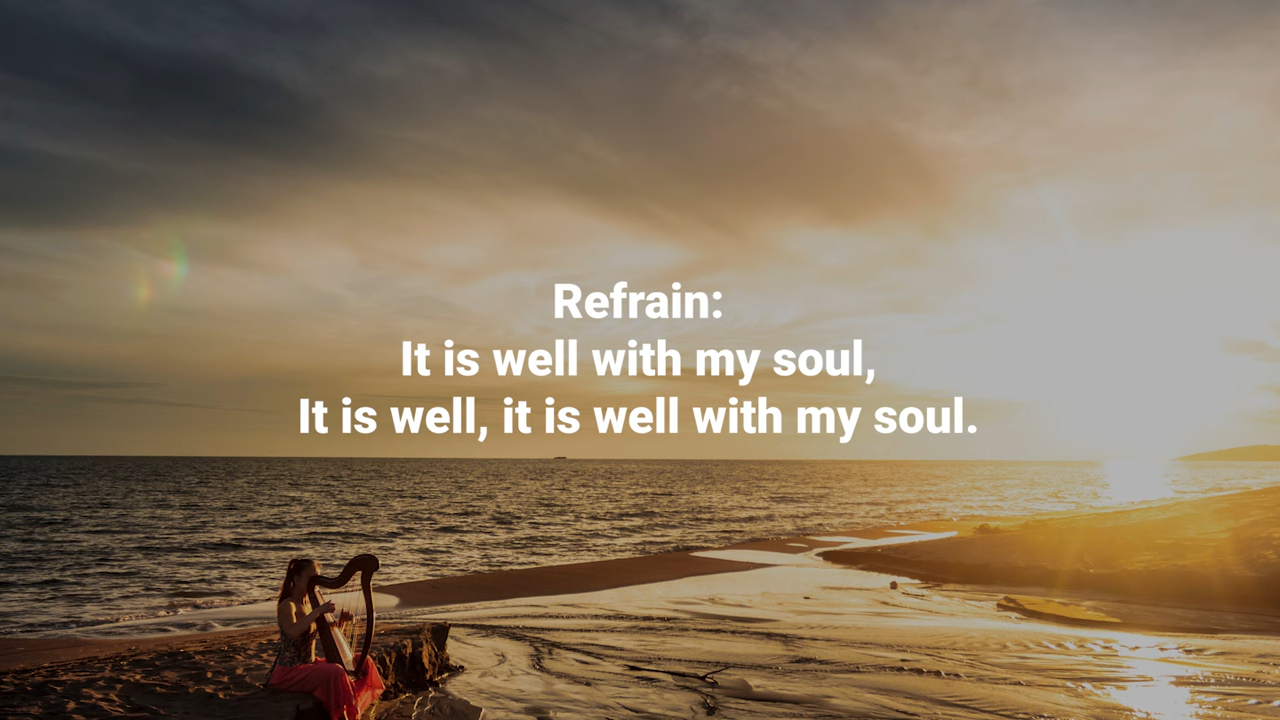 Refrain:
It is well with my soul,
It is well, it is well with my soul.